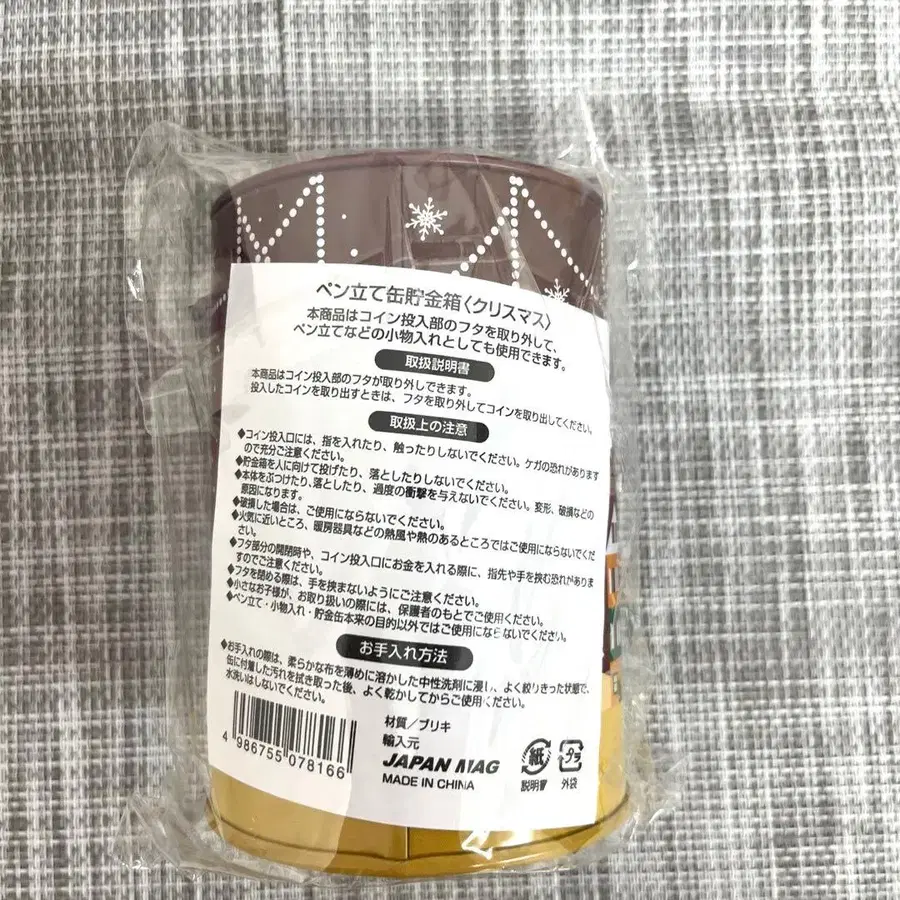 ペン立て缶貯金箱〈クリスマス〉
本商品はコイン投入部のフタを取り外して、
ペン立てなどの小物入れとしても使用できます。
取扱説明書
本商品はコイン投入部のフタが取り外しできます。
投入したコインを取り出すときは、フタを取り外してコインを取り出してください。
取扱上の注意
◆コイン投入口には、指を入れたり、触ったりしないでください。ケガの恐れがあります
ので充分ご注意ください。
◆貯金箱を人に向けて投げたり、落としたりしないでください。
◆本体をぶつけたり、落としたり、過度の衝撃を与えないでください。変形、破損などの
原因になります。
◆破損した場合は、ご使用にならないでください。
◆火気に近いところ、暖房器具などの熱風や熱のあるところではご使用にならないでくだ
さい。
◆フタ部分の開閉時や、コイン投入口にお金を入れる際に、指先や手を挟む恐れがありま
すのでご注意ください。
◆フタを閉める際は、手を挟まないようにご注意ください。
◆小さなお子様が、お取り扱いの際には、保護者のもとでご使用ください。
◆ペン立て・小物入れ・貯金缶本来の目的以外ではご使用にならないでください。
お手入れ方法
◆お手入れの際は、柔らかな布を薄めに溶かした中性洗剤に浸し、よく絞りきった状態で、
缶に付着した汚れを拭き取った後、よく乾かしてからご使用ください。
水洗いはしないでください。
材質/ブリキ
輸入元
JAPAN MAG
MADE IN CHINA
4 986755 078166
紙
説明書
プラ
外袋